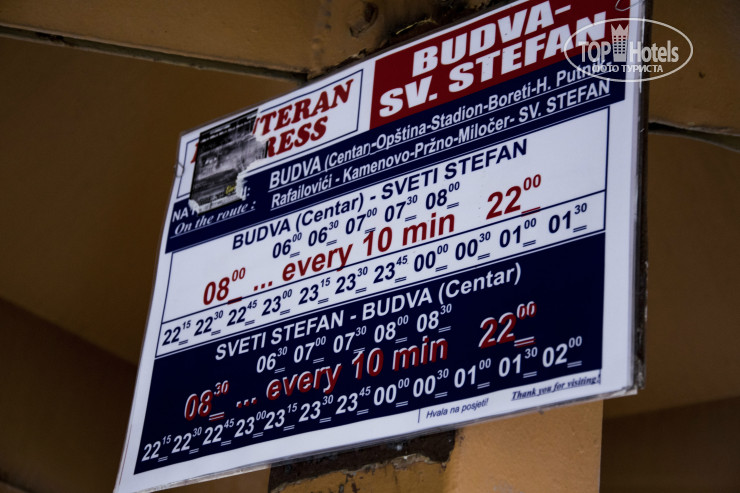 TOP Hotels
ФОТО ТУРИСТА
BUDVA-
SV. STEFAN
BUDVA (Centar)-Opština-Stadion-Boreti-H.
Rafailovići - Kamenovo-Pržno-Miločer- SV. STEFAN
On the route :
BUDVA (Centar) - SVETI STEFAN
06 00 06 30 07 00 07 30 08 00
08 00 ... every 10 min 22 00
22 15 22 30 22 45 23 00 23 15 23 30 23 45 00 00 00 30 01 00 01 30
SVETI STEFAN - BUDVA (Centar)
06 30 07 00 07 30 08 00 08 30
08 30 ... every 10 min 22 00
22 15 22 30 22 45 23 00 23 15 23 30 23 45 00 00 00 30 01 00 01 30 02 00
Hvala na posjeti!
Thank you for visiting!